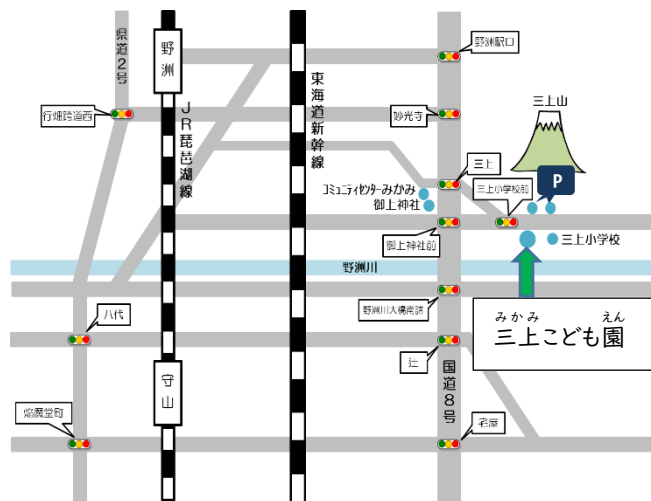 県道2号
野洲
野洲駅口
行畑跨道西
JR琵琶湖線
東海道新幹線
妙光寺
三上山
P
三上
三上小学校前
コミュニティセンターみかみ
御上神社
御上神社前
三上小学校
野洲川
野洲川大橋南詰
八代
辻
みかみ えん
三上こども園
守山
国道8号
焔魔堂町
宅屋